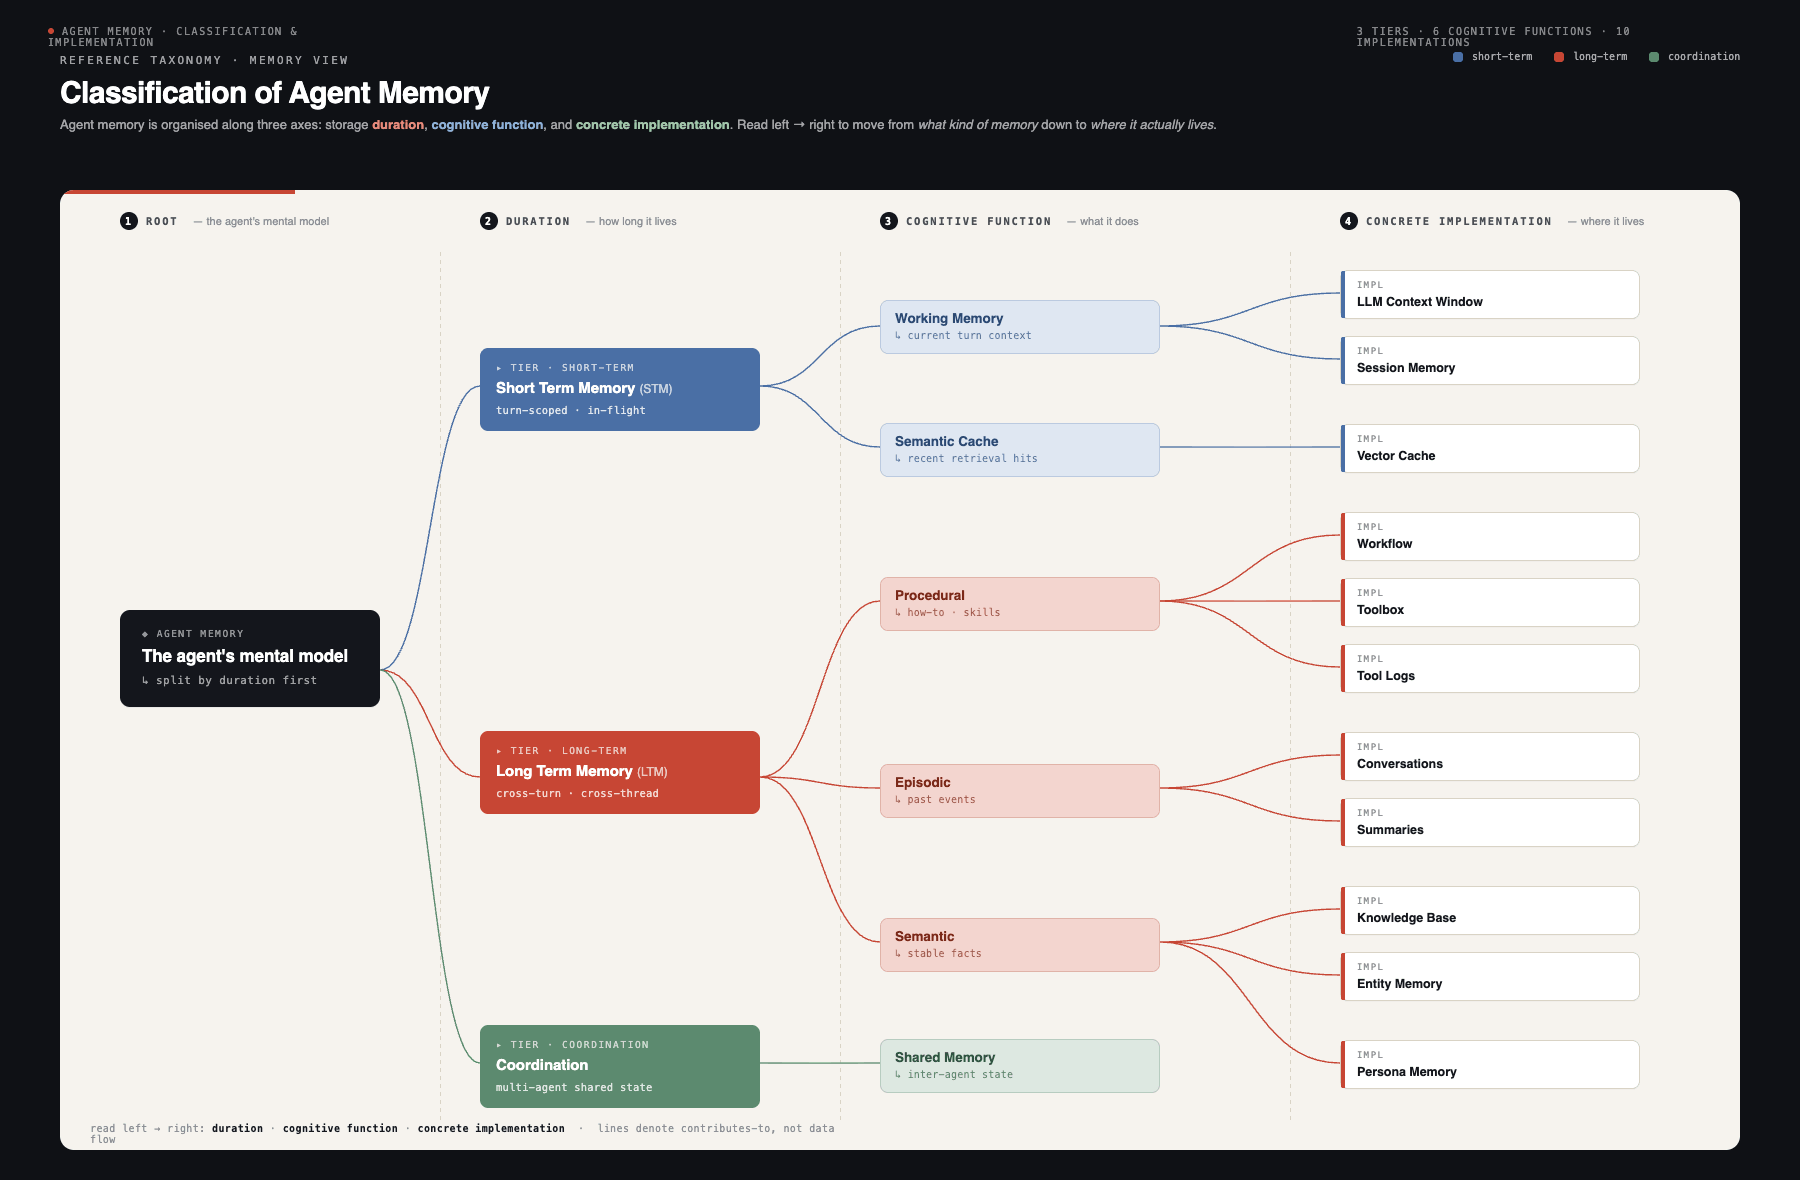 ● AGENT MEMORY · CLASSIFICATION &
IMPLEMENTATION
3 TIERS · 6 COGNITIVE FUNCTIONS · 10
IMPLEMENTATIONS
REFERENCE TAXONOMY · MEMORY VIEW
short-term
long-term
coordination
Classification of Agent Memory
Agent memory is organised along three axes: storage duration, cognitive function, and concrete implementation. Read left → right to move from what kind of memory down to where it actually lives.
1 ROOT — the agent's mental model
2 DURATION — how long it lives
3 COGNITIVE FUNCTION — what it does
4 CONCRETE IMPLEMENTATION — where it lives
◆ AGENT MEMORY
The agent's mental model
↳ split by duration first
▸ TIER · SHORT-TERM
Short Term Memory (STM)
turn-scoped · in-flight
▸ TIER · LONG-TERM
Long Term Memory (LTM)
cross-turn · cross-thread
▸ TIER · COORDINATION
Coordination
multi-agent shared state
Working Memory
↳ current turn context
Semantic Cache
↳ recent retrieval hits
Procedural
↳ how-to · skills
Episodic
↳ past events
Semantic
↳ stable facts
Shared Memory
↳ inter-agent state
IMPL
LLM Context Window
IMPL
Session Memory
IMPL
Vector Cache
IMPL
Workflow
IMPL
Toolbox
IMPL
Tool Logs
IMPL
Conversations
IMPL
Summaries
IMPL
Knowledge Base
IMPL
Entity Memory
IMPL
Persona Memory
read left → right: duration · cognitive function · concrete implementation · lines denote contributes-to, not data
flow